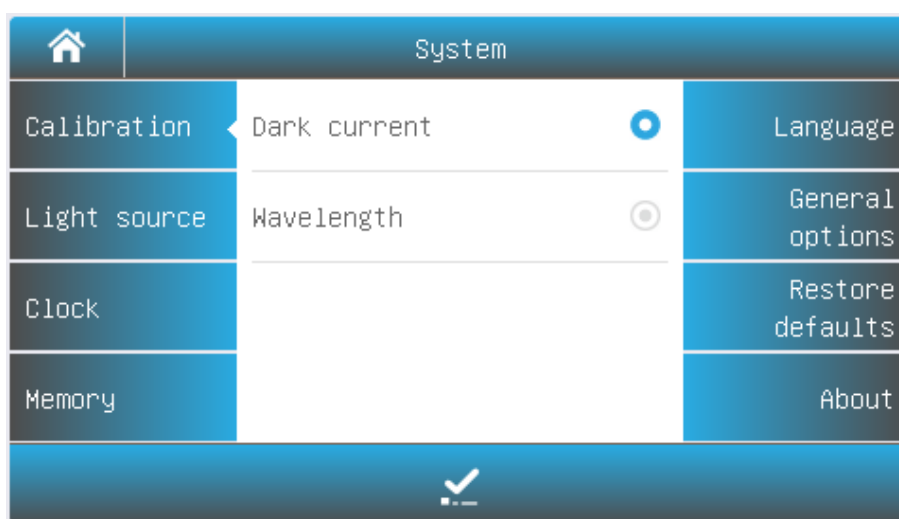 System
Calibration
Light source
Clock
Memory
Dark current
Wavelength
Language
General
options
Restore
defaults
About